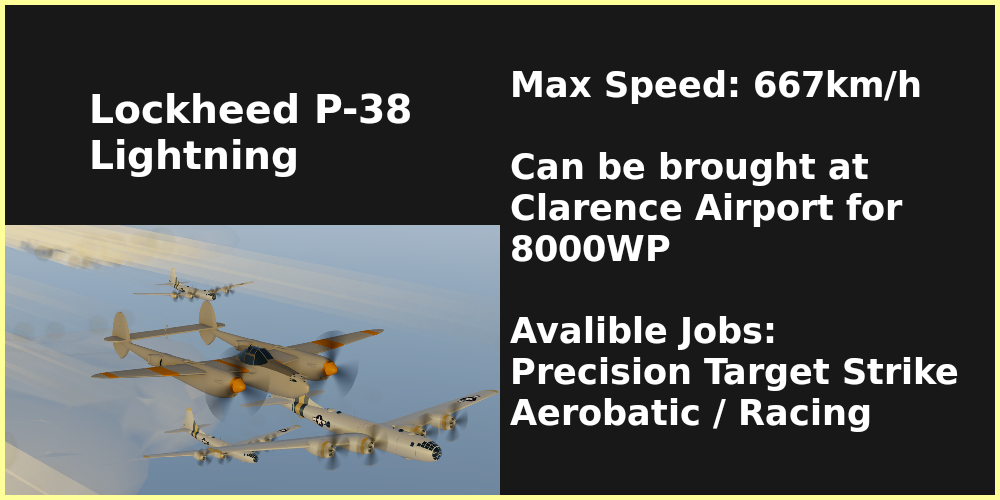 Lockheed P-38
Lightning
Max Speed: 667km/h
Can be brought at
Clarence Airport for
8000WP
Avalible Jobs:
Precision Target Strike
Aerobatic / Racing